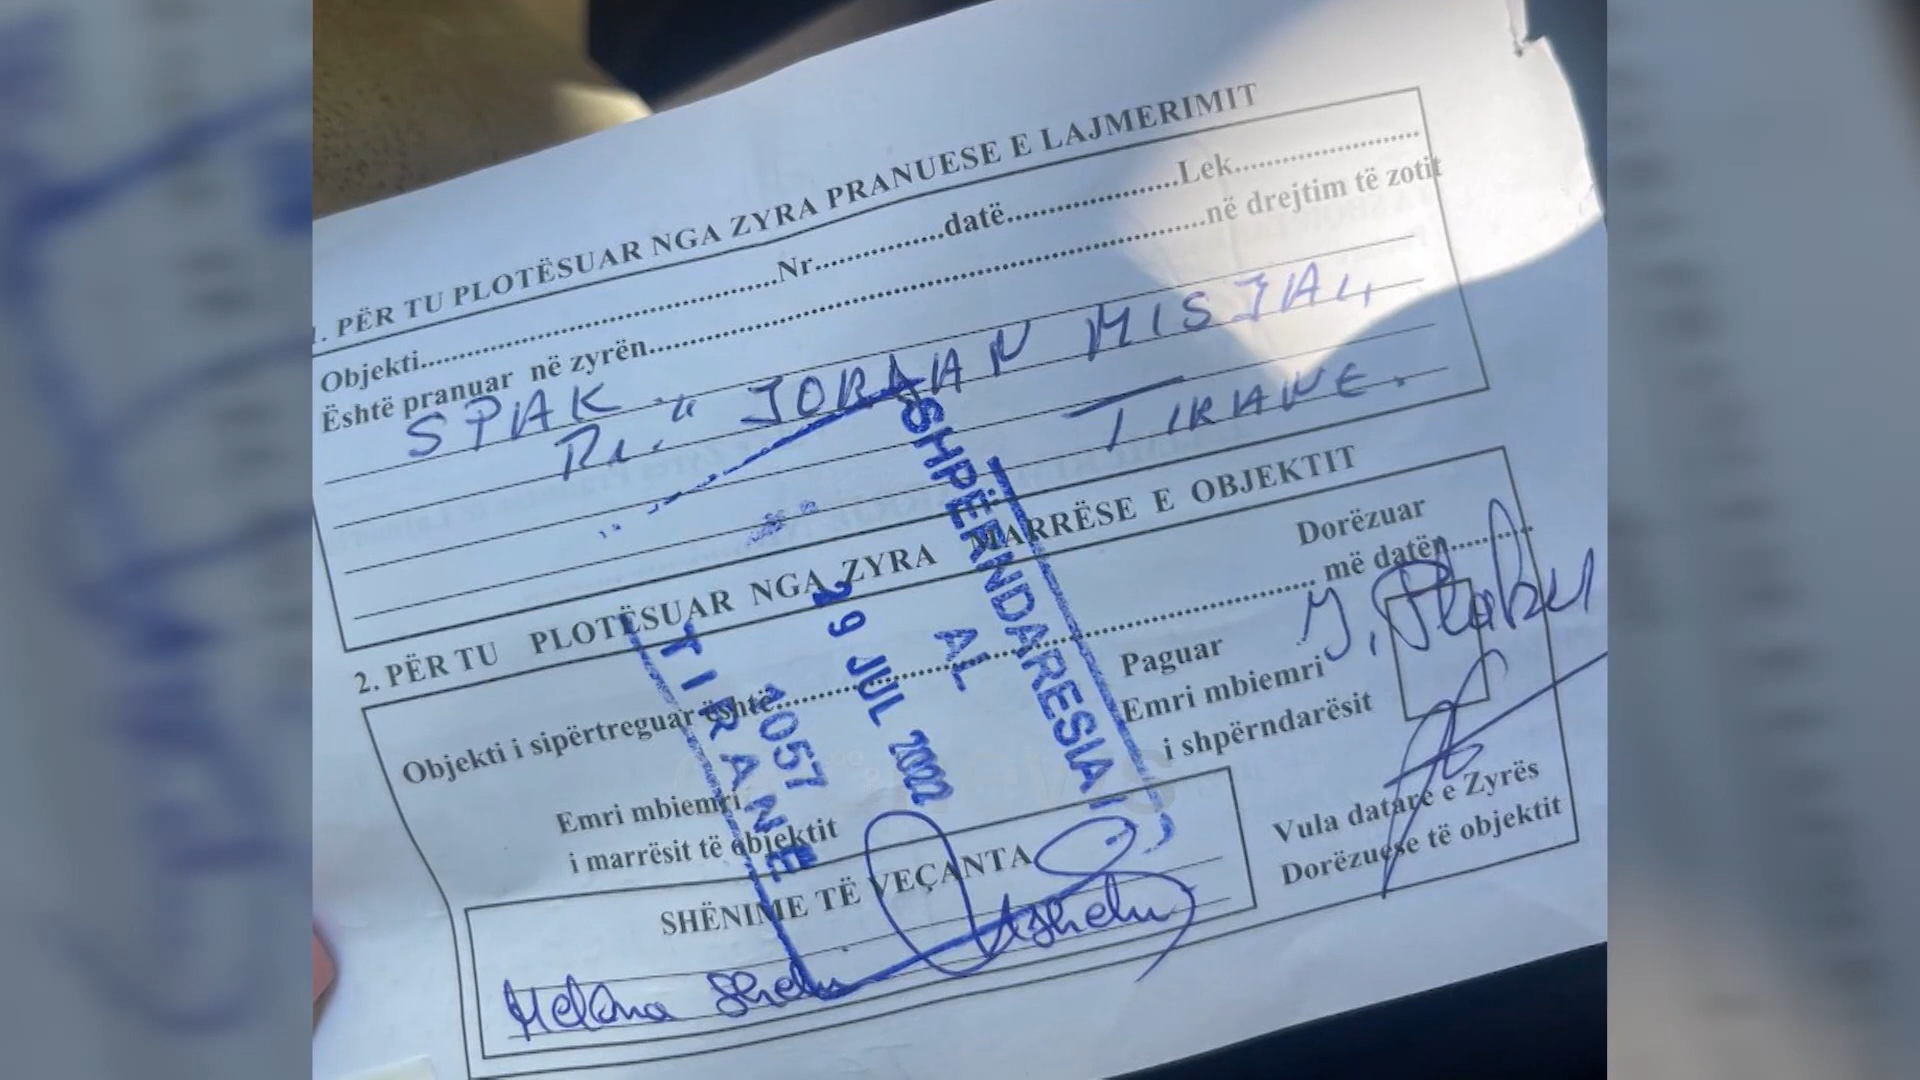 1. PËR TU PLOTËSUAR NGA ZYRA PRANUESE E LAJMERIMIT
Objekti..............................Nr...............datë....................Lek......................
Është pranuar në zyrën..............................................................në drejtim të zotit
SPAK
" JORDAN MISJA"
TIRANE.
2. PËR TU PLOTËSUAR NGA ZYRA MARRËSE E OBJEKTIT
Dorëzuar
Objekti i sipërtreguar është............................................................ më datën..........
Paguar
Emri mbiemri
i shpërndarësit
Emri mbiemri
i marrësit të objektit
Vula datare e Zyrës
Dorëzuese të objektit
SHËNIME TË VEÇANTA
Shehu
SHPËRNDARESIA 1
AL
29 JUL 2022
1057
TIRANE